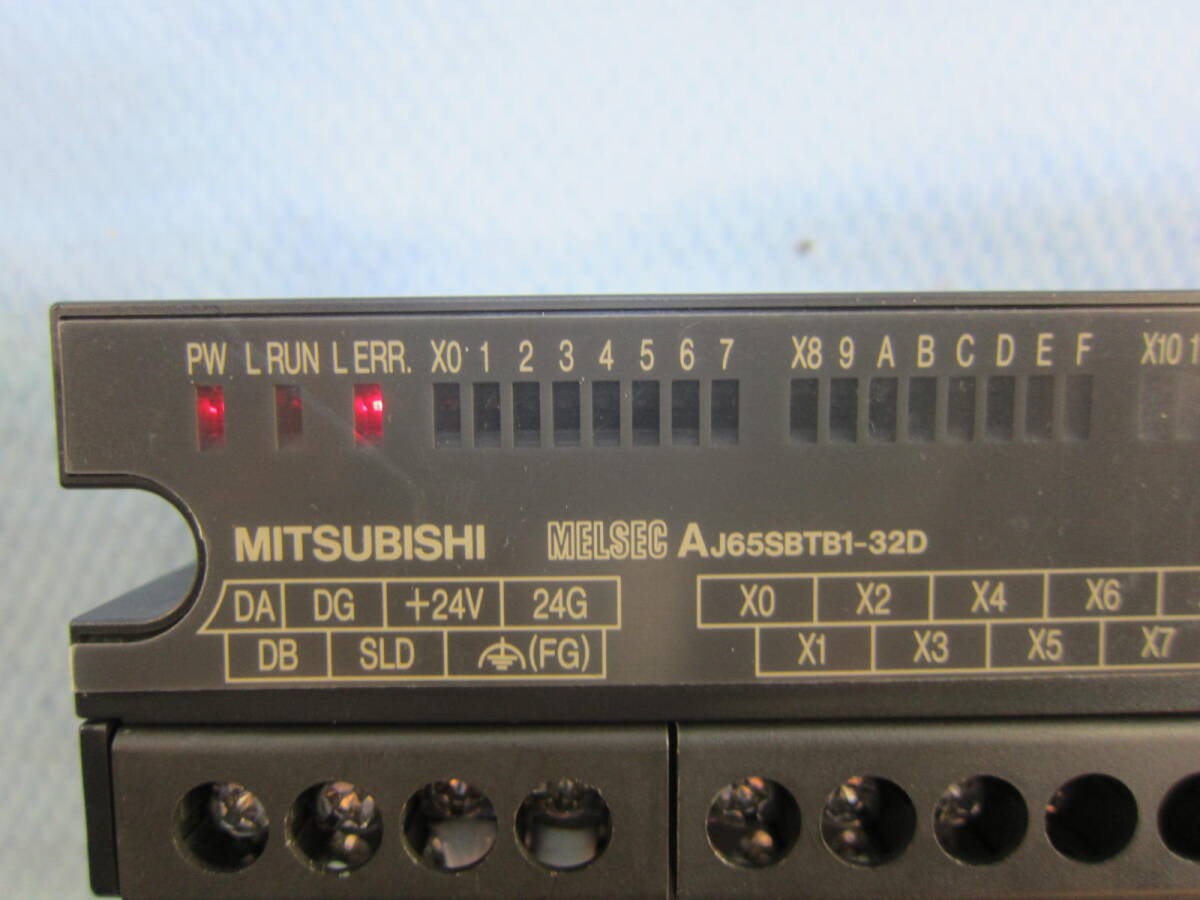 PW L RUN L ERR. X0 1 2 3 4 5 6 7 X8 9 A B C D E F X10
MITSUBISHI MELSEC AJ65SBTB1-32D
DA DG +24V 24G X0 X2 X4 X6
DB SLD (FG) X1 X3 X5 X7